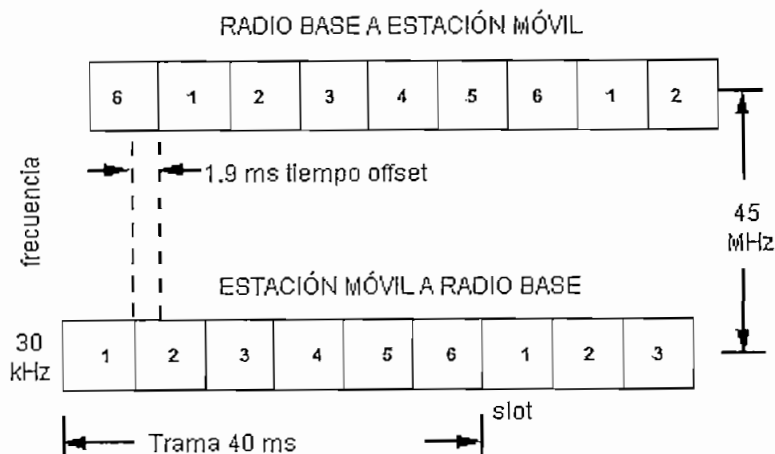 RADIO BASE A ESTACIÓN MÓVIL
6 1 2 3 4 5 6 1 2
1.9 ms tiempo offset
frecuencia
45
MHz
ESTACIÓN MÓVIL A RADIO BASE
30
kHz
1 2 3 4 5 6 1 2 3
slot
Trama 40 ms